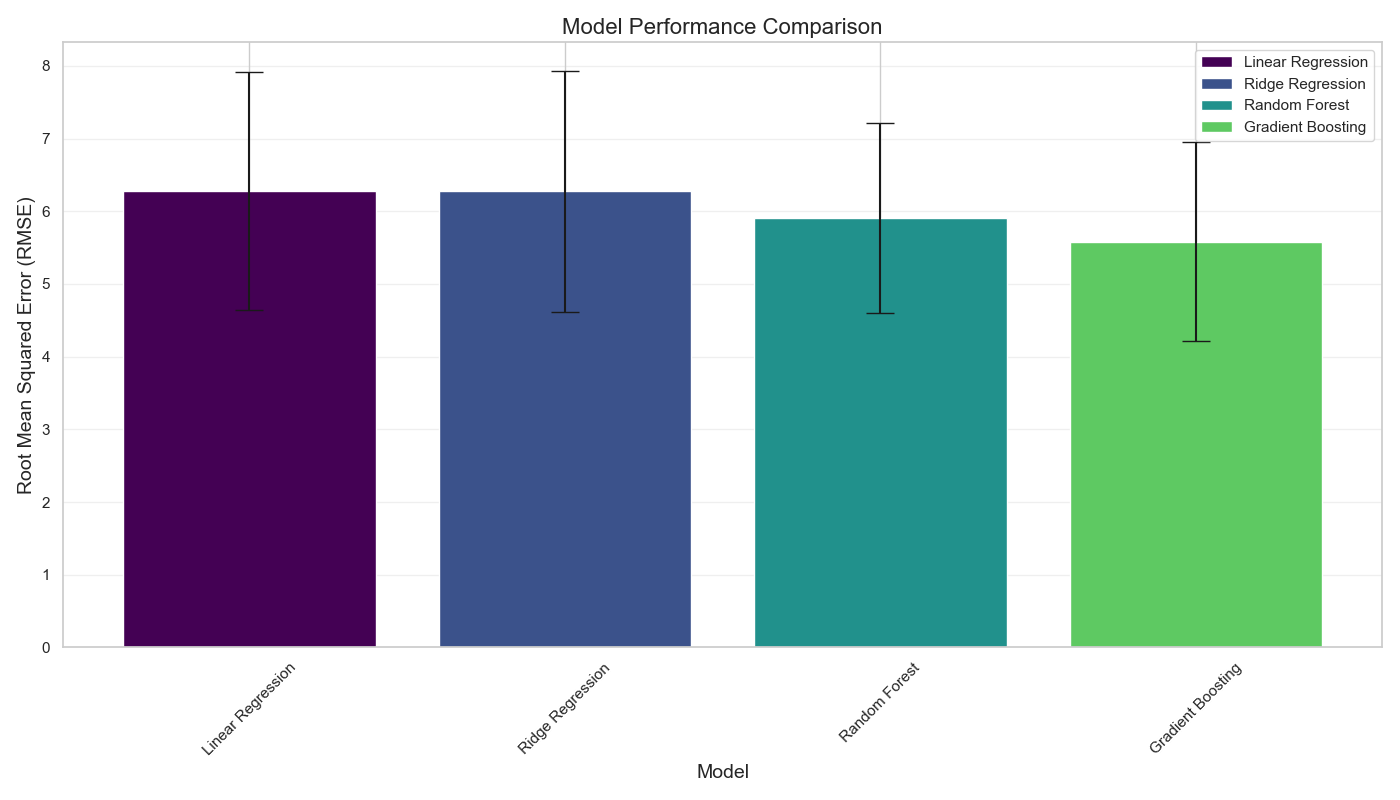 Model Performance Comparison
Linear Regression
Ridge Regression
Random Forest
Gradient Boosting
Root Mean Squared Error (RMSE)
8
7
6
5
4
3
2
1
0
Linear Regression
Ridge Regression
Random Forest
Gradient Boosting
Model